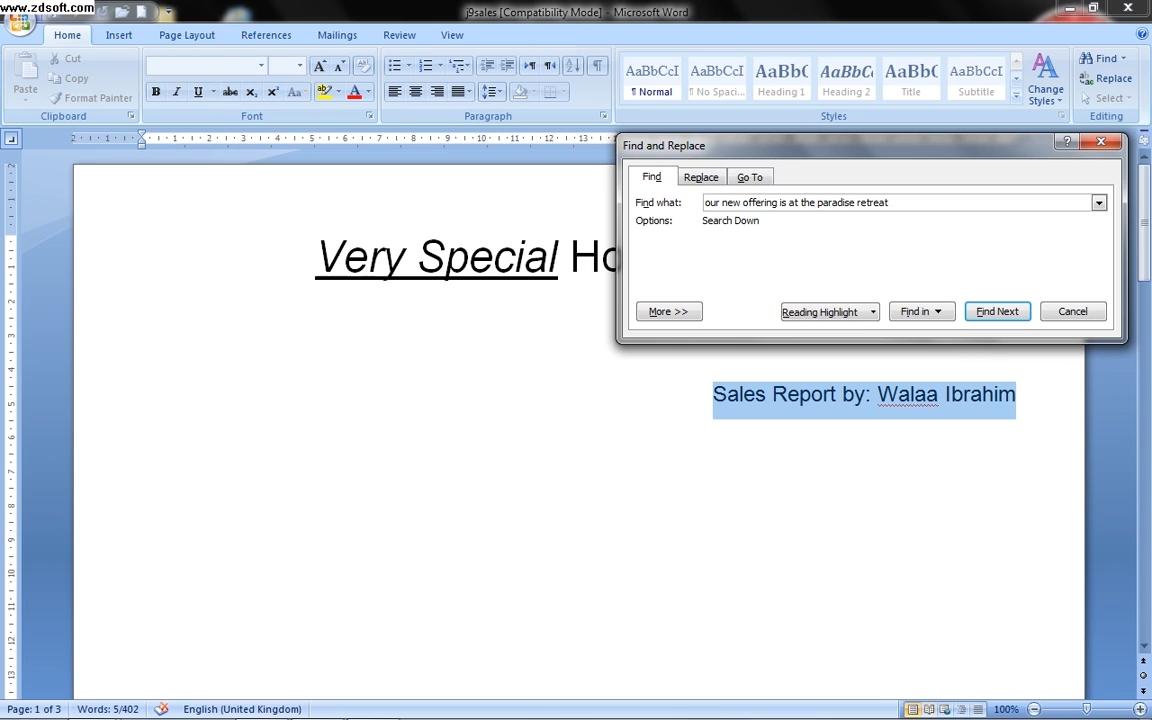 www.zdsoft.com
j9sales [Compatibility Mode] - Microsoft Word
Home Insert Page Layout References Mailings Review View
Paste
Cut
Copy
Format Painter
Clipboard
Font
Paragraph
AaBbCcI AaBbCcI AaBb( AaBbCc AaBb( AaBbCcI
¶ Normal ¶ No Spaci... Heading 1 Heading 2 Title Subtitle
Change Styles
Styles
Find
Replace
Select
Editing
Find and Replace
Find Replace Go To
Find what: our new offering is at the paradise retreat
Options: Search Down
More >> Reading Highlight Find in Find Next Cancel
Very Special Ho
Sales Report by: Walaa Ibrahim
Page: 1 of 3 Words: 5/402 English (United Kingdom) 100%